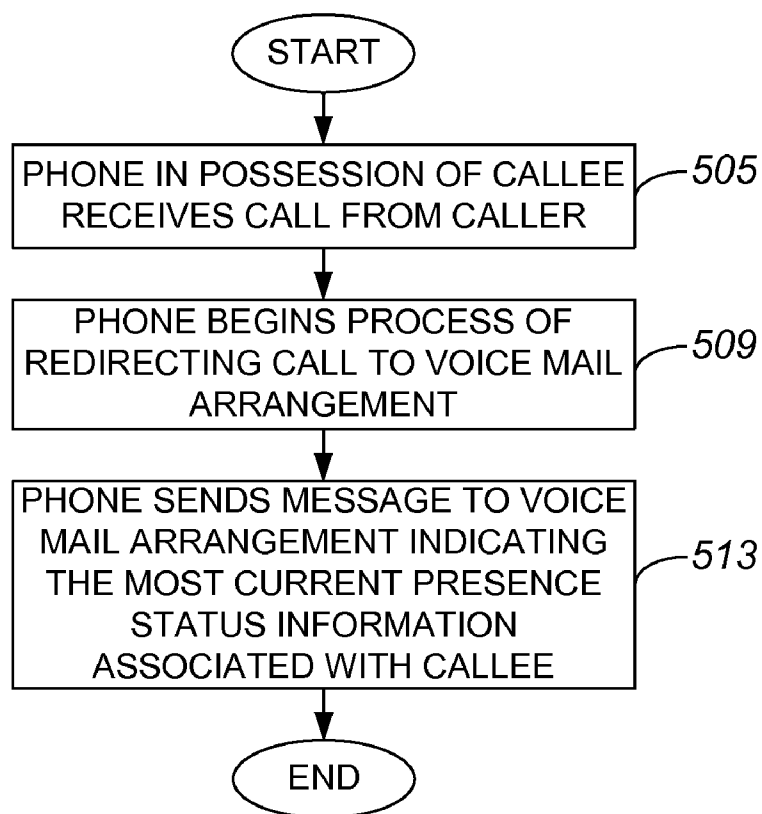 START
PHONE IN POSSESSION OF CALLEE
RECEIVES CALL FROM CALLER
505
PHONE BEGINS PROCESS OF
REDIRECTING CALL TO VOICE MAIL
ARRANGEMENT
509
PHONE SENDS MESSAGE TO VOICE
MAIL ARRANGEMENT INDICATING
THE MOST CURRENT PRESENCE
STATUS INFORMATION
ASSOCIATED WITH CALLEE
513
END